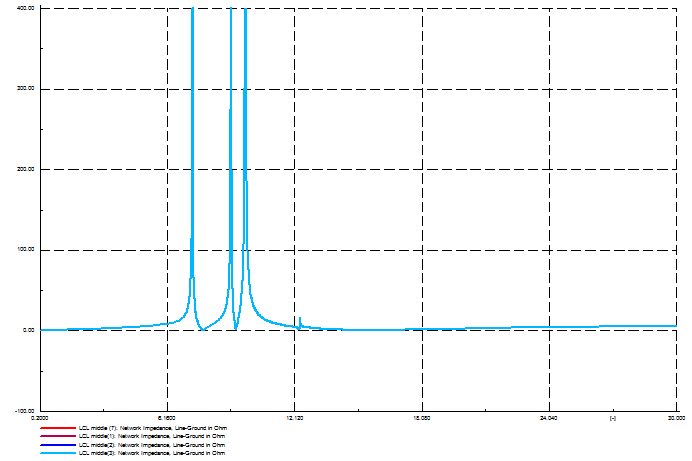 400.00
300.00
200.00
100.00
0.00
-100.00
0.2000 6.1600 12.120 18.080 24.040 [-] 30.000
LCL middle (7): Network Impedance, Line-Ground in Ohm
LCL middle(1): Network Impedance, Line-Ground in Ohm
LCL middle(2): Network Impedance, Line-Ground in Ohm
LCL middle(3): Network Impedance, Line-Ground in Ohm